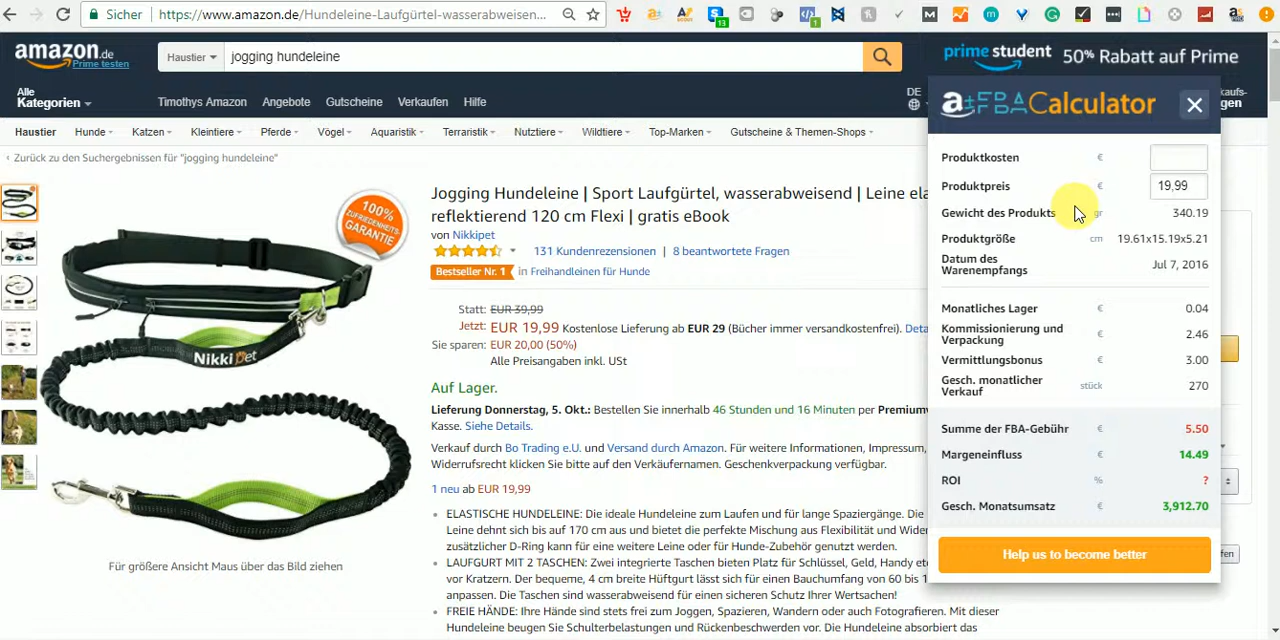 Sicher | https://www.amazon.de/Hundeleine-Laufgürtel-wasserabweisen...
13
1
amazon.de
Prime testen
Haustier
jogging hundeleine
prime student 50% Rabatt auf Prime
Alle
Kategorien
Timothys Amazon
Angebote
Gutscheine
Verkaufen
Hilfe
DE
kaufs-
gen
Haustier
Hunde
Katzen
Kleintiere
Pferde
Vögel
Aquaristik
Terraristik
Nutztiere
Wildtiere
Top-Marken
Gutscheine & Themen-Shops
‹ Zurück zu den Suchergebnissen für "jogging hundeleine"
100%
ZUFRIEDENHEITS-
GARANTIE
Nikki Pet
Für größere Ansicht Maus über das Bild ziehen
Jogging Hundeleine | Sport Laufgürtel, wasserabweisend | Leine ela
reflektierend 120 cm Flexi | gratis eBook
von Nikkipet
131 Kundenrezensionen | 8 beantwortete Fragen
Bestseller Nr. 1 in Freihandleinen für Hunde
Statt: EUR 39,99
Jetzt: EUR 19,99 Kostenlose Lieferung ab EUR 29 (Bücher immer versandkostenfrei). Deta
Sie sparen: EUR 20,00 (50%)
Alle Preisangaben inkl. USt
Auf Lager.
Lieferung Donnerstag, 5. Okt.: Bestellen Sie innerhalb 46 Stunden und 16 Minuten per Premium
Kasse. Siehe Details.
Verkauf durch Bo Trading e.U. und Versand durch Amazon. Für weitere Informationen, Impressum,
Widerrufsrecht klicken Sie bitte auf den Verkäufernamen. Geschenkverpackung verfügbar.
1 neu ab EUR 19,99
ELASTISCHE HUNDELEINE: Die ideale Hundeleine zum Laufen und für lange Spaziergänge. Die
Leine dehnt sich bis auf 170 cm aus und bietet die perfekte Mischung aus Flexibilität und Wider
zusätzlicher D-Ring kann für eine weitere Leine oder für Hunde-Zubehör genutzt werden.
LAUFGURT MIT 2 TASCHEN: Zwei integrierte Taschen bieten Platz für Schlüssel, Geld, Handy etc
vor Kratzern. Der bequeme, 4 cm breite Hüftgurt lässt sich für einen Bauchumfang von 60 bis 1
anpassen. Die Taschen sind wasserabweisend für einen sicheren Schutz Ihrer Wertsachen!
FREIE HÄNDE: Ihre Hände sind stets frei zum Joggen, Spazieren, Wandern oder auch Fotografieren. Mit dieser
Hundeleine beugen Sie Schulterbelastungen und Rückenbeschwerden vor. Die Hundeleine absorbiert das
a FBA Calculator
Produktkosten €
Produktpreis € 19,99
Gewicht des Produkts gr 340.19
Produktgröße cm 19.61x15.19x5.21
Datum des
Warenempfangs Jul 7, 2016
Monatliches Lager € 0.04
Kommissionierung und
Verpackung € 2.46
Vermittlungsbonus € 3.00
Gesch. monatlicher
Verkauf stück 270
Summe der FBA-Gebühr € 5.50
Margeneinfluss € 14.49
ROI % ?
Gesch. Monatsumsatz € 3,912.70
Help us to become better
fen